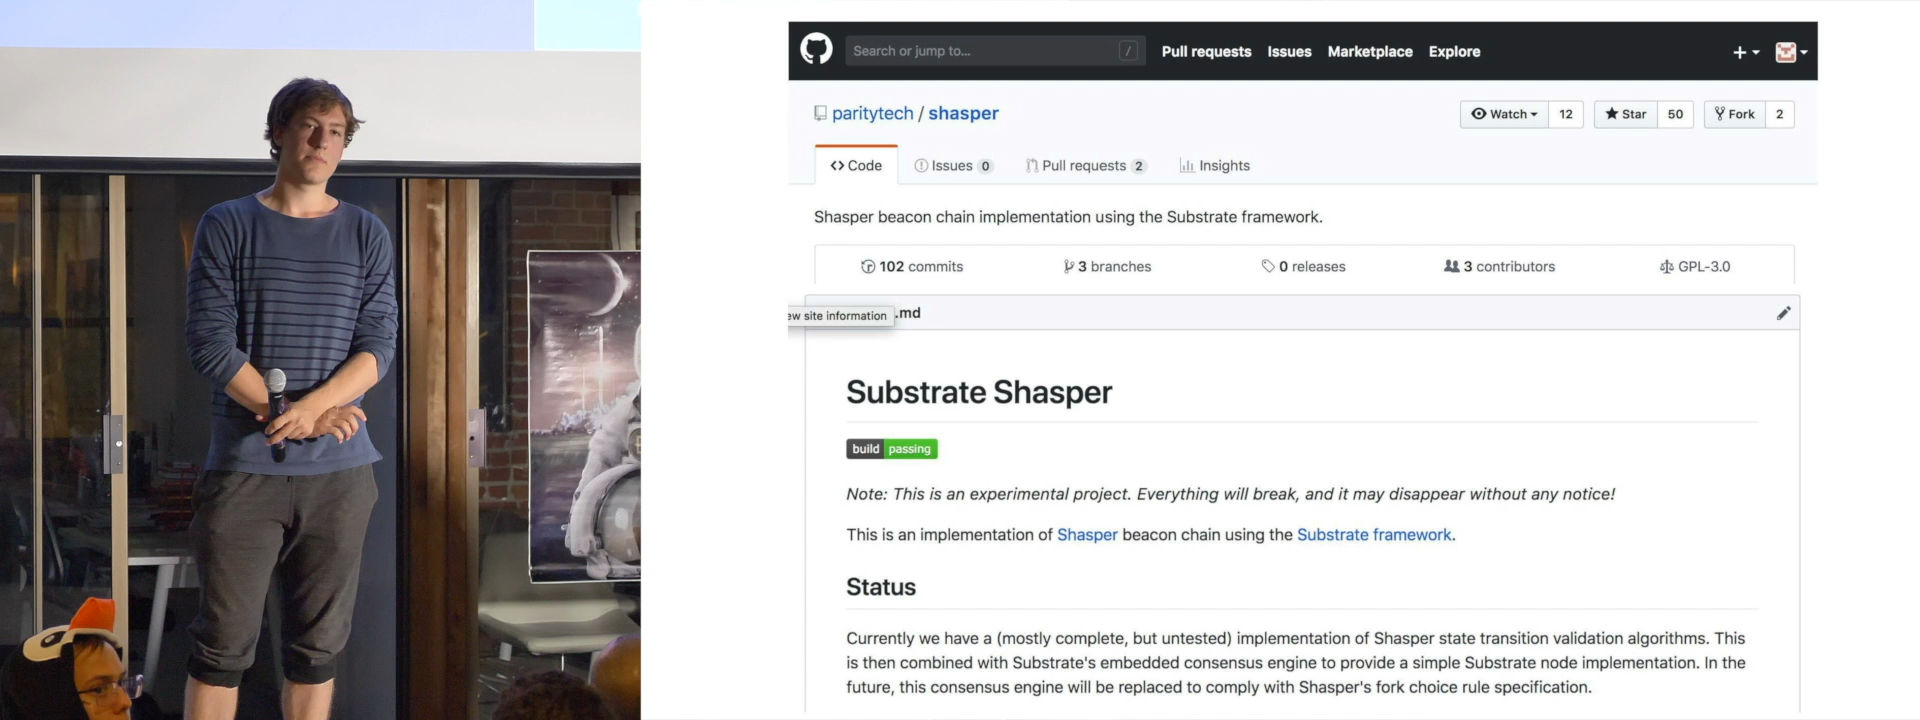 Search or jump to... /
Pull requests Issues Marketplace Explore
paritytech / shasper
Watch 12 Star 50 Fork 2
Code Issues 0 Pull requests 2 Insights
Shasper beacon chain implementation using the Substrate framework.
102 commits 3 branches 0 releases 3 contributors GPL-3.0
ew site information .md
Substrate Shasper
build passing
Note: This is an experimental project. Everything will break, and it may disappear without any notice!
This is an implementation of Shasper beacon chain using the Substrate framework.
Status
Currently we have a (mostly complete, but untested) implementation of Shasper state transition validation algorithms. This
is then combined with Substrate's embedded consensus engine to provide a simple Substrate node implementation. In the
future, this consensus engine will be replaced to comply with Shasper's fork choice rule specification.